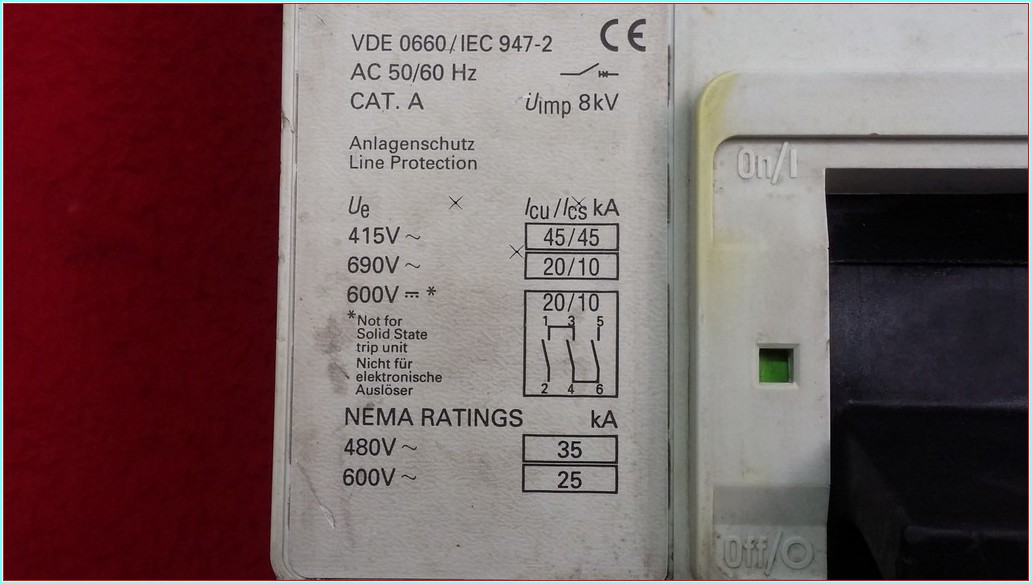 VDE 0660/IEC 947-2 CE
AC 50/60 Hz
CAT. A Uimp 8kV
Anlagenschutz
Line Protection
Ue Icu/Ics kA
415V ~ 45/45
690V ~ 20/10
600V ⎓ * 20/10
1 3 5
*Not for
Solid State
trip unit
Nicht für
elektronische
Auslöser
2 4 6
NEMA RATINGS kA
480V ~ 35
600V ~ 25
On/I
Off/O